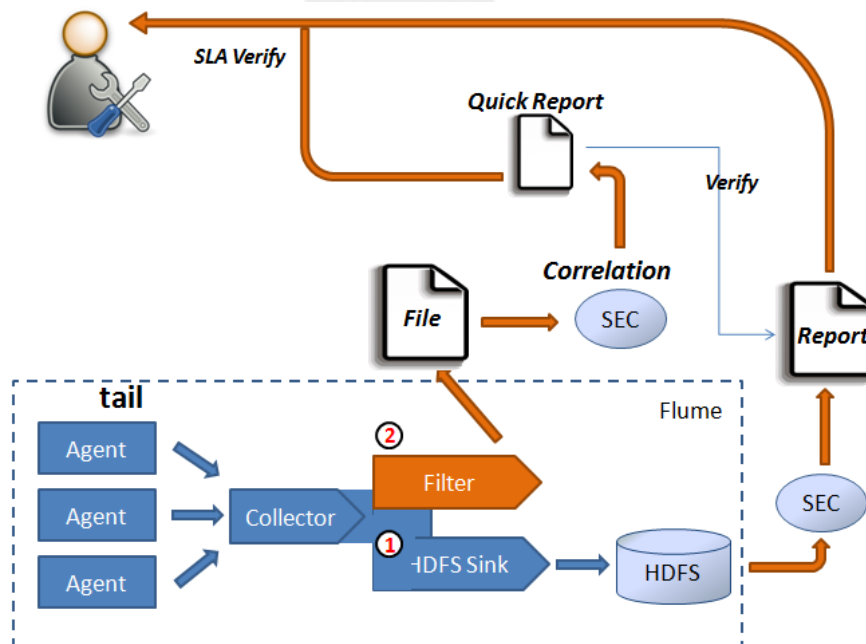 SLA Verify
Quick Report
Verify
Correlation
File
SEC
Report
tail
Flume
Agent
2
Filter
SEC
Agent
Collector
1
HDFS Sink
HDFS
Agent